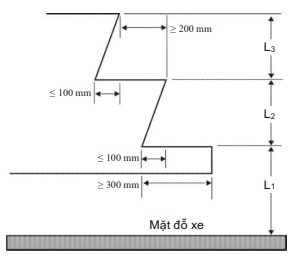 ≥ 200 mm
L3
≤ 100 mm
L2
≤ 100 mm
≥ 300 mm
L1
Mặt đỗ xe